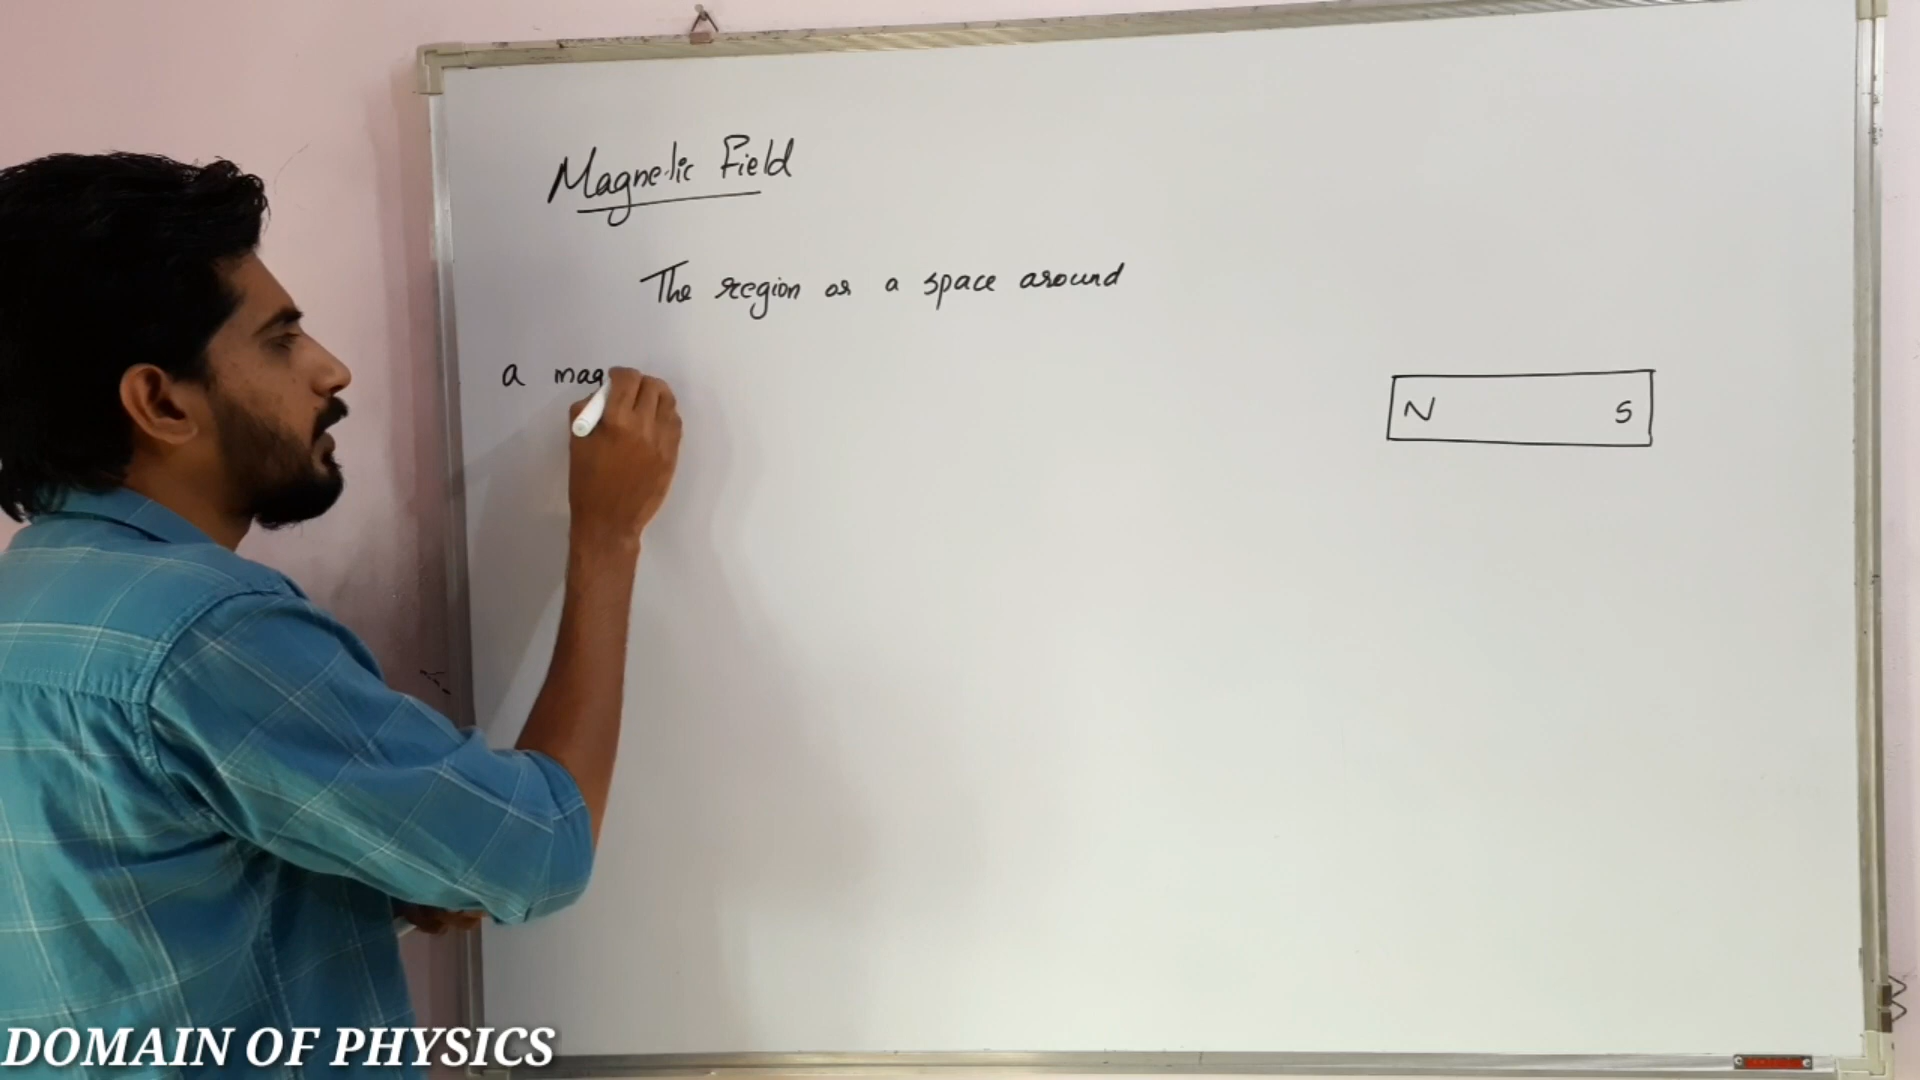 Magnetic Field
The region or a space around
a mag
N S
DOMAIN OF PHYSICS